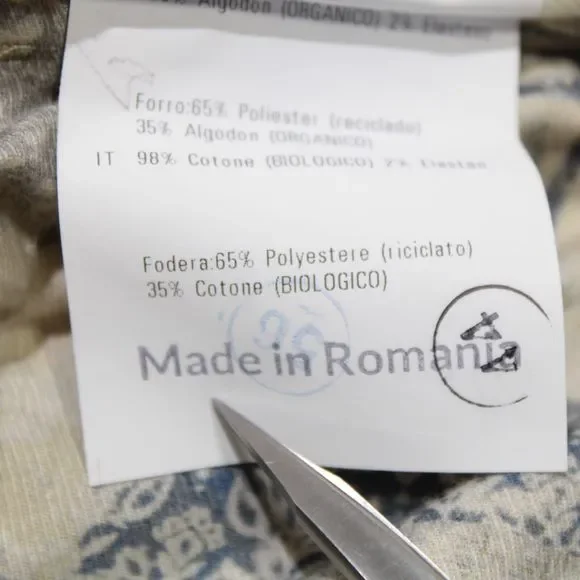 Algodon (ORGANICO) 2% Elastan
Forro:65% Poliester (reciclado)
35% Algodon (ORGANICO)
IT 98% Cotone (BIOLOGICO) 2% Elastan
Fodera:65% Polyestere (riciclato)
35% Cotone (BIOLOGICO)
Made in Romania